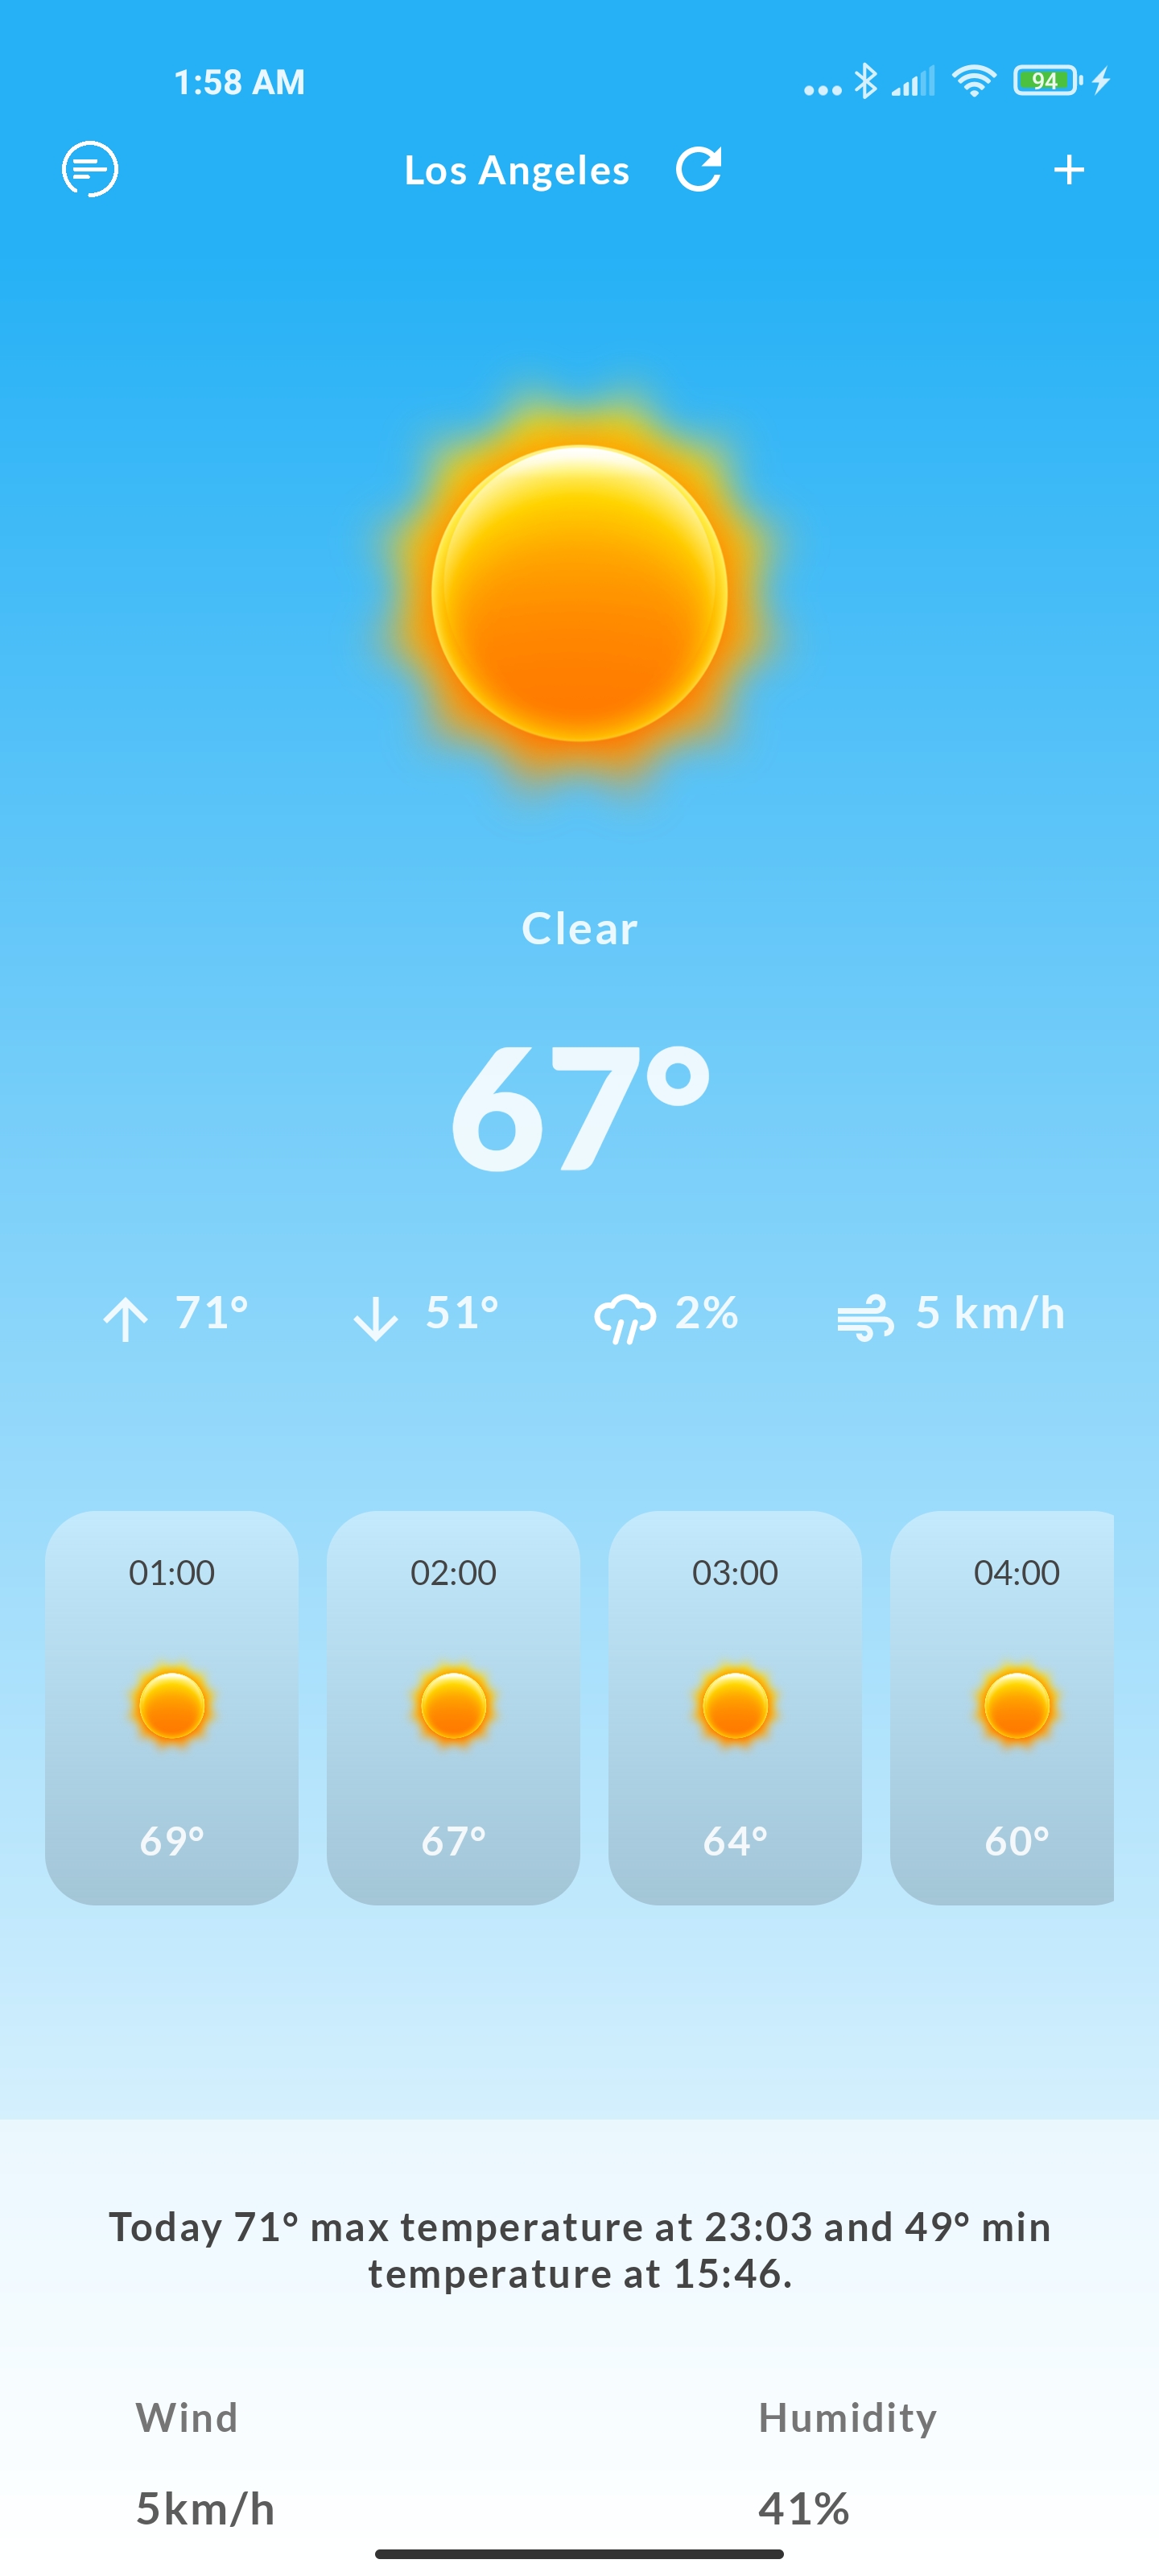 1:58 AM
94
Los Angeles
Clear
67°
71° 51° 2% 5 km/h
01:00 02:00 03:00 04:00
69° 67° 64° 60°
Today 71° max temperature at 23:03 and 49° min
temperature at 15:46.
Wind Humidity
5km/h 41%